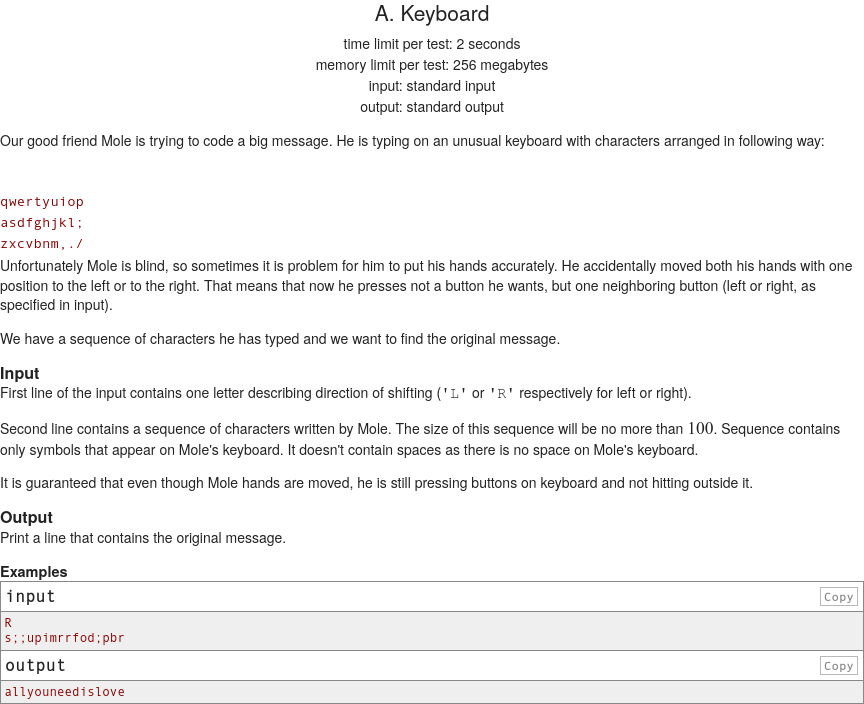 A. Keyboard
time limit per test: 2 seconds
memory limit per test: 256 megabytes
input: standard input
output: standard output
Our good friend Mole is trying to code a big message. He is typing on an unusual keyboard with characters arranged in following way:
qwertyuiop
asdfghjkl;
zxcvbnm,./
Unfortunately Mole is blind, so sometimes it is problem for him to put his hands accurately. He accidentally moved both his hands with one
position to the left or to the right. That means that now he presses not a button he wants, but one neighboring button (left or right, as
specified in input).
We have a sequence of characters he has typed and we want to find the original message.
Input
First line of the input contains one letter describing direction of shifting ('L' or 'R' respectively for left or right).
Second line contains a sequence of characters written by Mole. The size of this sequence will be no more than 100. Sequence contains
only symbols that appear on Mole's keyboard. It doesn't contain spaces as there is no space on Mole's keyboard.
It is guaranteed that even though Mole hands are moved, he is still pressing buttons on keyboard and not hitting outside it.
Output
Print a line that contains the original message.
Examples
input Copy
R
s;;upimrrfod;pbr
output Copy
allyouneedislove